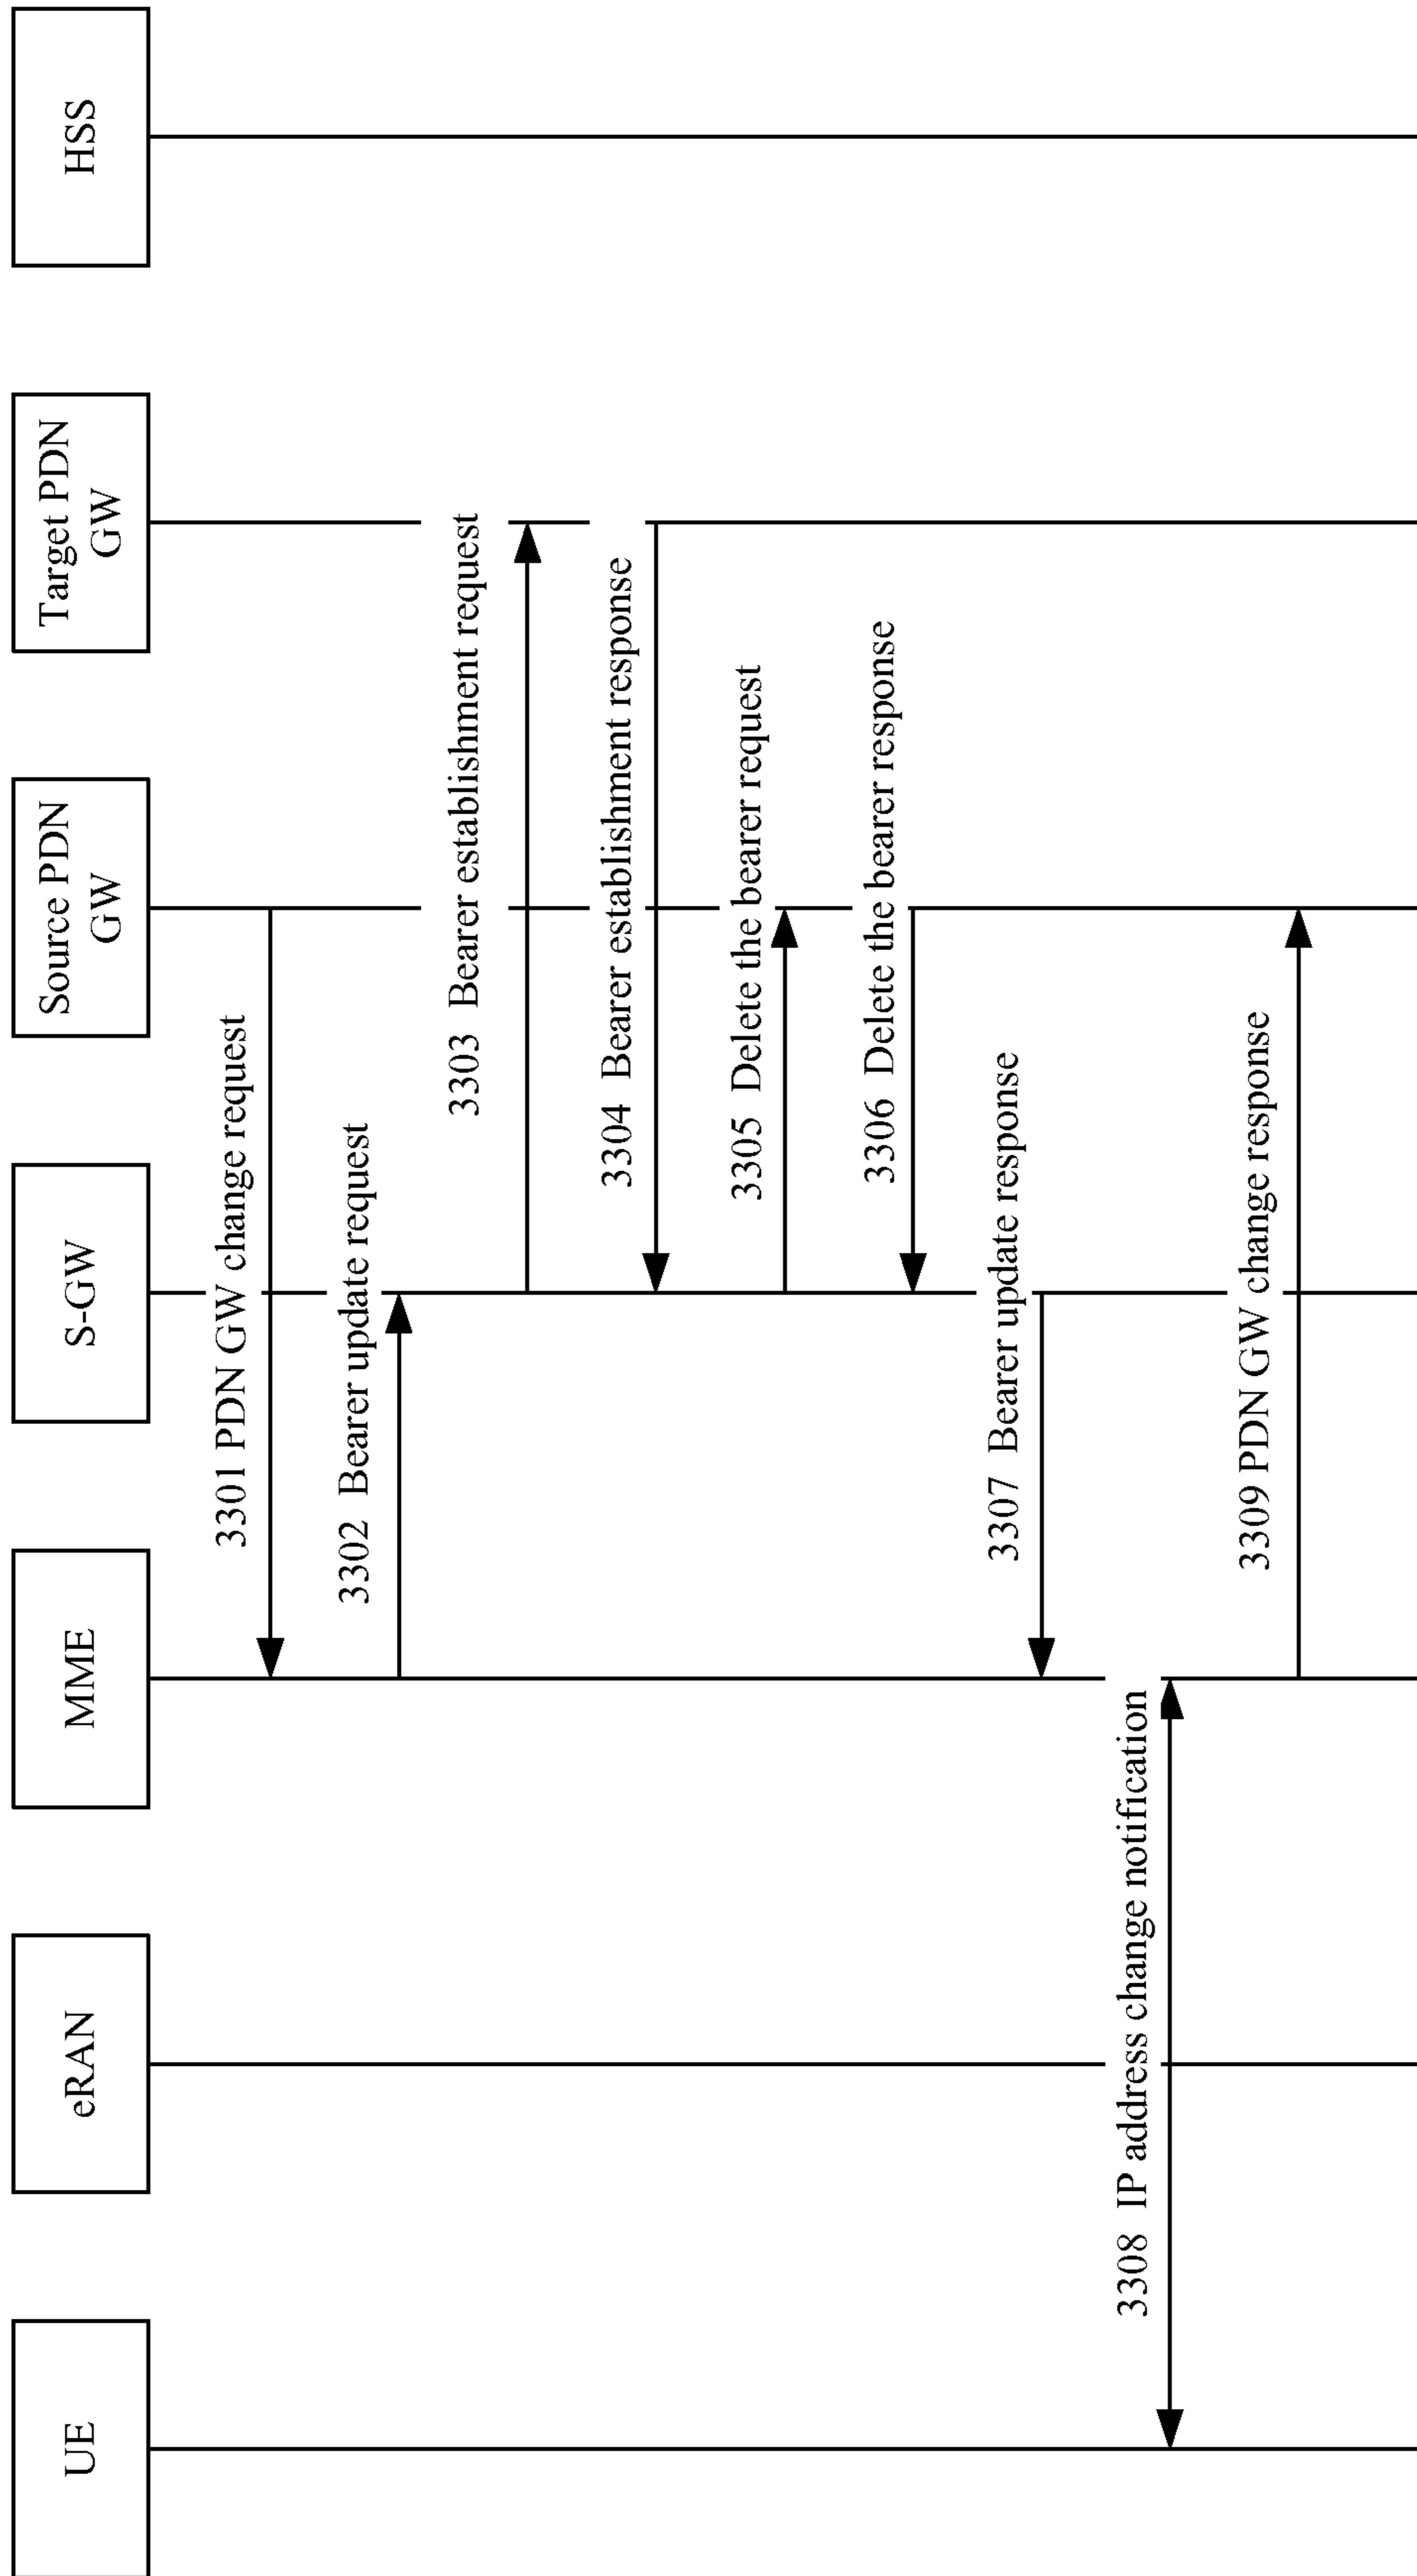 UE
eRAN
MME
S-GW
Source PDN
GW
Target PDN
GW
HSS
3301 PDN GW change request
3302 Bearer update request
3303 Bearer establishment request
3304 Bearer establishment response
3305 Delete the bearer request
3306 Delete the bearer response
3307 Bearer update response
3308 IP address change notification
3309 PDN GW change response